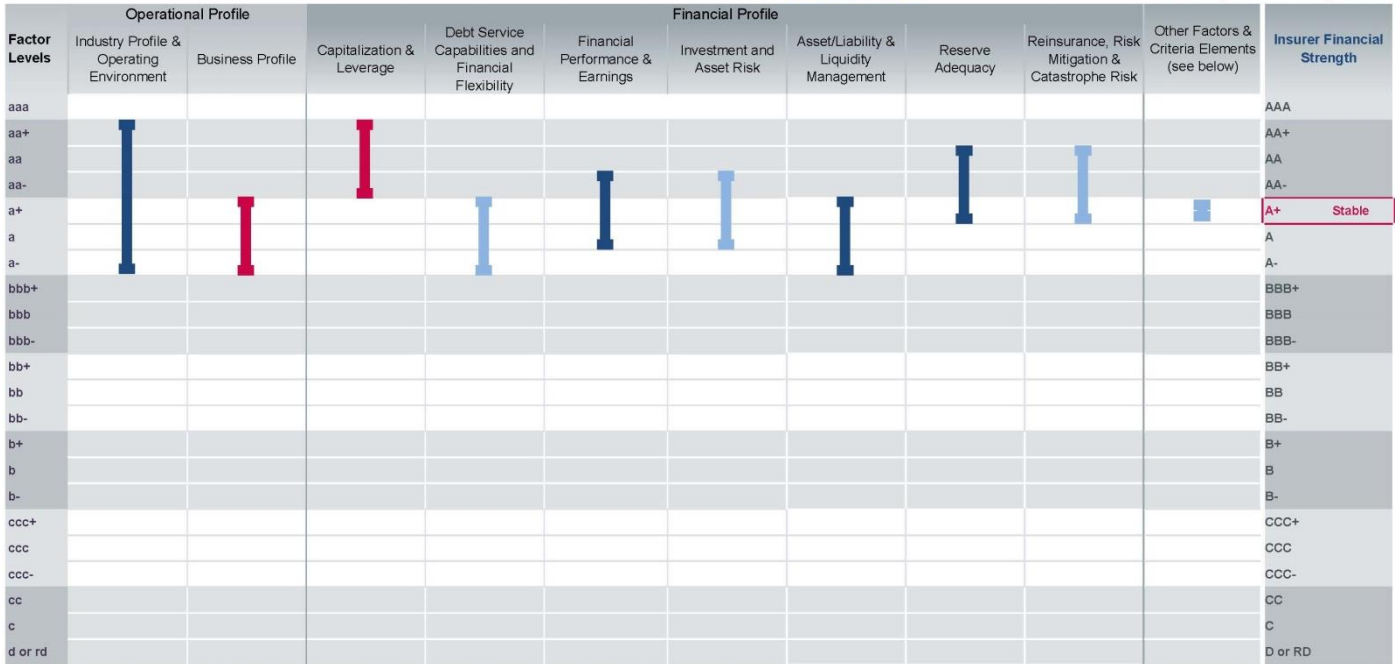 Operational Profile
Financial Profile
Factor
Levels
Industry Profile &
Operating
Environment
Business Profile
Capitalization &
Leverage
Debt Service
Capabilities and
Financial
Flexibility
Financial
Performance &
Earnings
Investment and
Asset Risk
Asset/Liability &
Liquidity
Management
Reserve
Adequacy
Reinsurance, Risk
Mitigation &
Catastrophe Risk
Other Factors &
Criteria Elements
(see below)
Insurer Financial
Strength
aaa AAA
aa+ AA+
aa AA
aa- AA-
a+ A+ Stable
a A
a- A-
bbb+ BBB+
bbb BBB
bbb- BBB-
bb+ BB+
bb BB
bb- BB-
b+ B+
b B
b- B-
ccc+ CCC+
ccc CCC
ccc- CCC-
cc CC
c C
d or rd D or RD